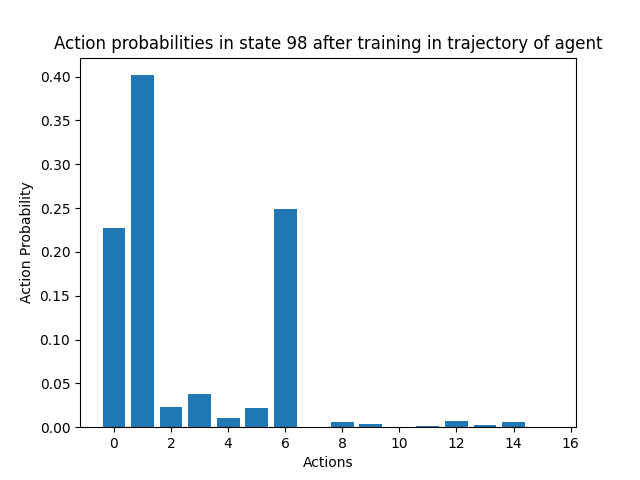 Action probabilities in state 98 after training in trajectory of agent
0.40
0.35
0.30
0.25
0.20
0.15
0.10
0.05
0.00
Action Probability
0 2 4 6 8 10 12 14 16
Actions